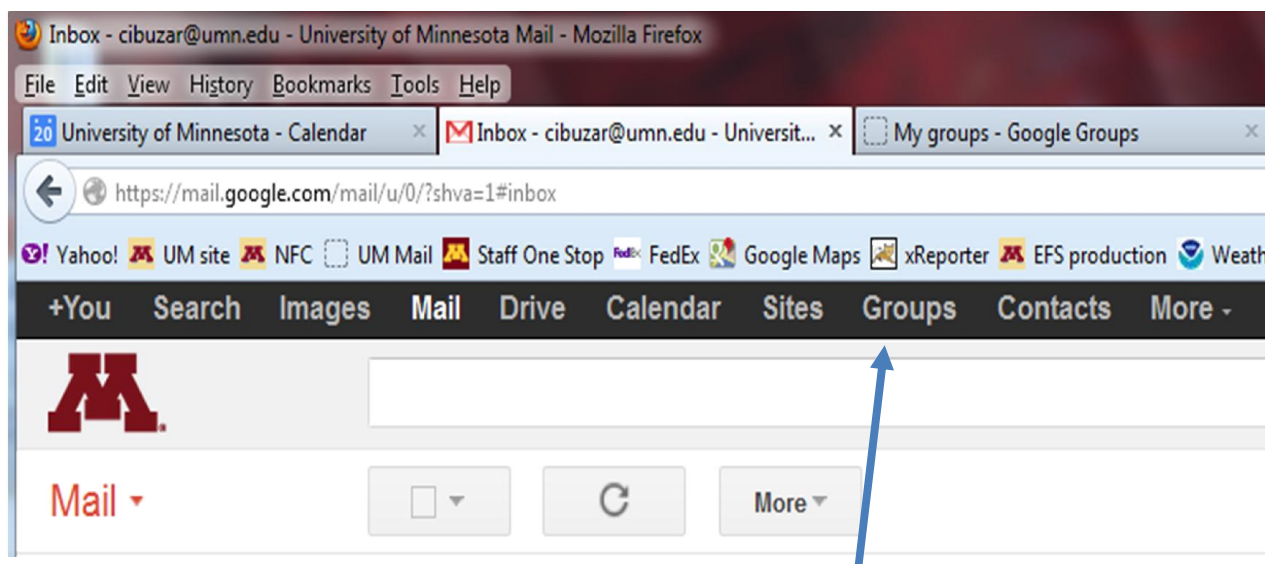 Inbox - cibuzar@umn.edu - University of Minnesota Mail - Mozilla Firefox
File Edit View History Bookmarks Tools Help
20 University of Minnesota - Calendar × Inbox - cibuzar@umn.edu - Universit... × My groups - Google Groups ×
https://mail.google.com/mail/u/0/?shva=1#inbox
Yahoo! M UM site M NFC UM Mail M Staff One Stop FedEx FedEx Google Maps xReporter M EFS production Weath
+You Search Images Mail Drive Calendar Sites Groups Contacts More
M
Mail More